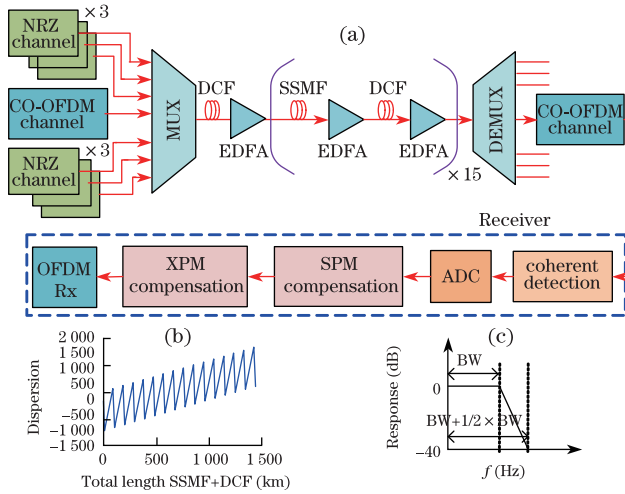 NRZ
channel
×3
CO-OFDM
channel
×3
NRZ
channel
MUX
DCF
EDFA
(a)
SSMF
EDFA
DCF
EDFA
×15
DEMUX
CO-OFDM
channel
Receiver
OFDM
Rx
XPM
compensation
SPM
compensation
ADC
coherent
detection
(b)
2 000
1 500
1 000
500
0
−500
−1 000
−1 500
Dispersion
0
500
1 000
1 500
Total length SSMF+DCF (km)
(c)
Response (dB)
0
−40
BW
BW+1/2×BW
f (Hz)